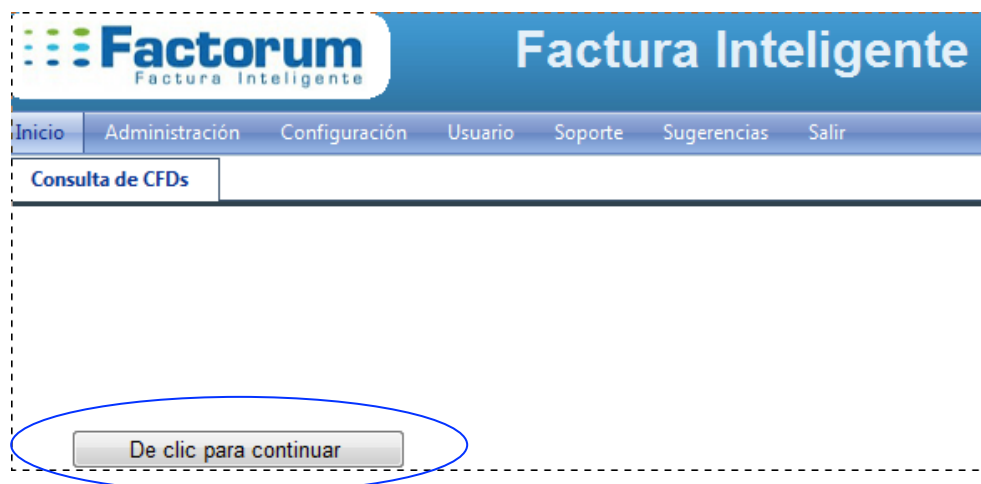 Factorum
Factura Inteligente
Factura Inteligente
Inicio Administración Configuración Usuario Soporte Sugerencias Salir
Consulta de CFDs
De clic para continuar